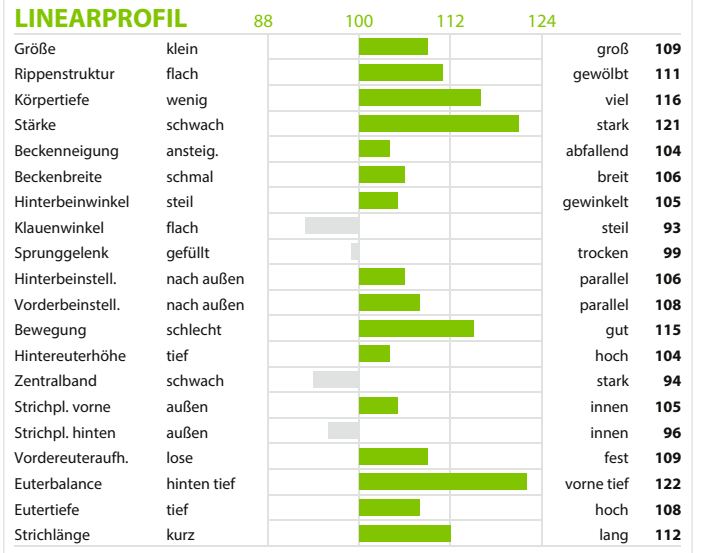 LINEARPROFIL 88 100 112 124
Größe klein groß 109
Rippenstruktur flach gewölbt 111
Körpertiefe wenig viel 116
Stärke schwach stark 121
Beckenneigung ansteig. abfallend 104
Beckenbreite schmal breit 106
Hinterbeinwinkel steil gewinkelt 105
Klauenwinkel flach steil 93
Sprunggelenk gefüllt trocken 99
Hinterbeinstell. nach außen parallel 106
Vorderbeinstell. nach außen parallel 108
Bewegung schlecht gut 115
Hintereuterhöhe tief hoch 104
Zentralband schwach stark 94
Strichpl. vorne außen innen 105
Strichpl. hinten außen innen 96
Vordereuteraufh. lose fest 109
Euterbalance hinten tief vorne tief 122
Eutertiefe tief hoch 108
Strichlänge kurz lang 112